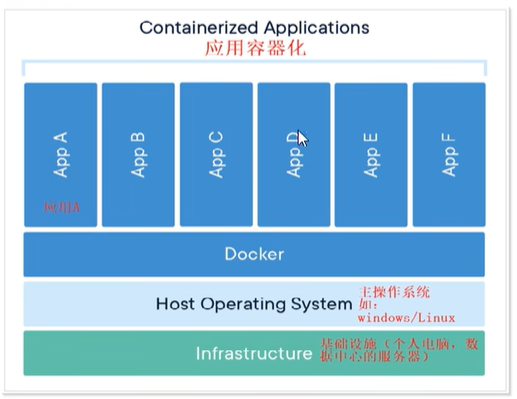 Containerized Applications
应用容器化
App A
App B
App C
App D
App E
App F
应用A
Docker
Host Operating System
主操作系统
如:
windows/Linux
Infrastructure
基础设施（个人电脑，数
据中心的服务器）